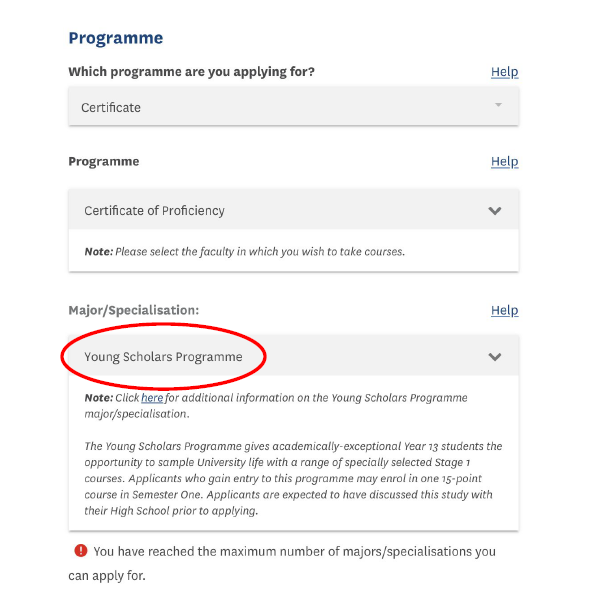 Programme
Which programme are you applying for?
Help
Certificate
Programme
Help
Certificate of Proficiency
Note: Please select the faculty in which you wish to take courses.
Major/Specialisation:
Help
Young Scholars Programme
Note: Click here for additional information on the Young Scholars Programme
major/specialisation.
The Young Scholars Programme gives academically-exceptional Year 13 students the
opportunity to sample University life with a range of specially selected Stage 1
courses. Applicants who gain entry to this programme may enrol in one 15-point
course in Semester One. Applicants are expected to have discussed this study with
their High School prior to applying.
You have reached the maximum number of majors/specialisations you
can apply for.